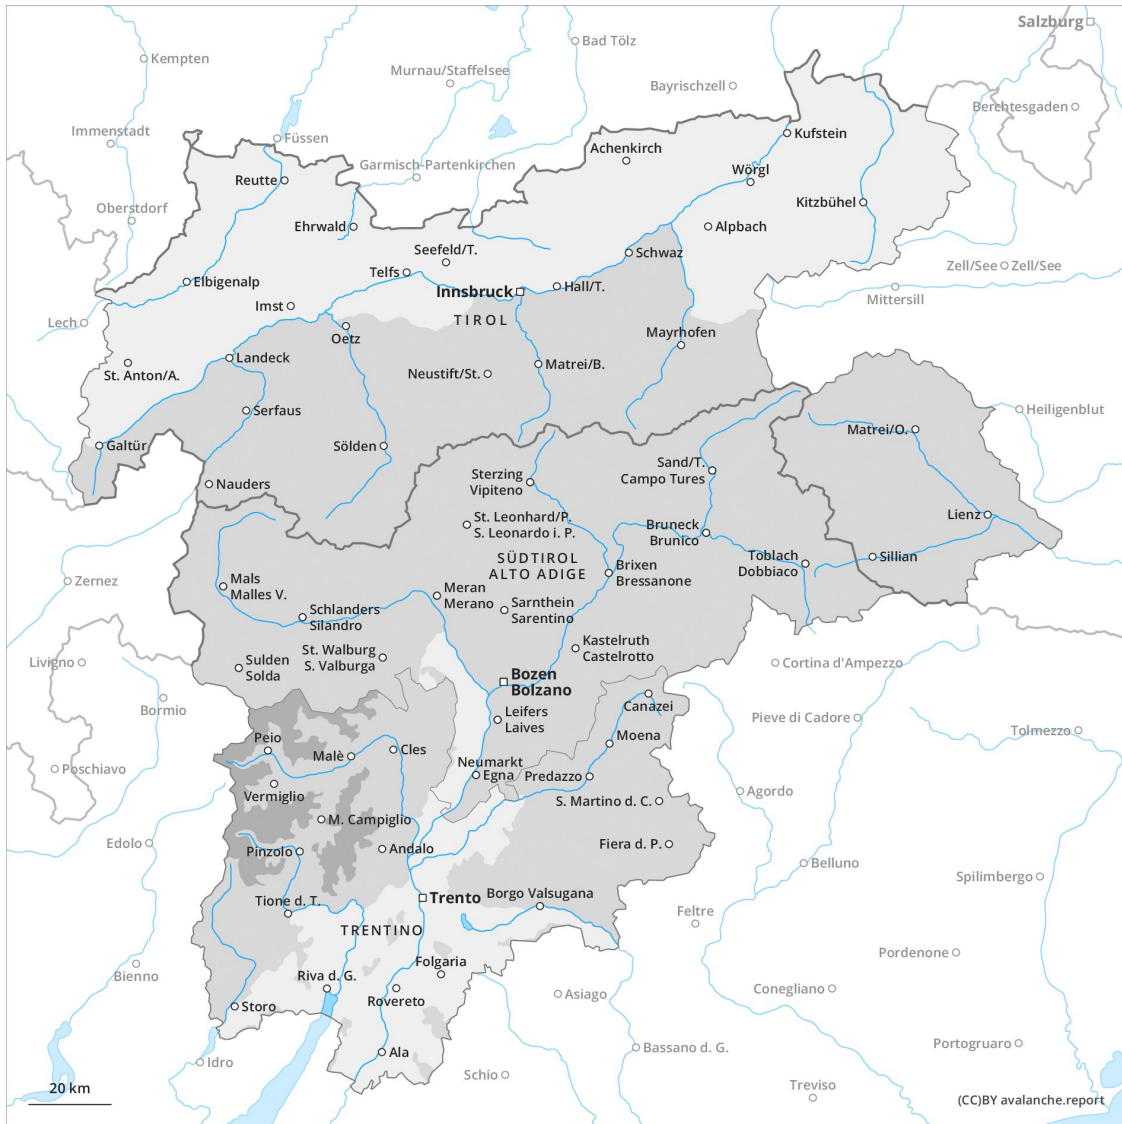 Salzburg
Bad Tölz
Kempten
Murnau/Staffelsee
Bayrischzell
Berchtesgaden
Immenstadt
Füssen
Kufstein
Achenkirch
Garmisch-Partenkirchen
Wörgl
Reutte
Kitzbühel
Oberstdorf
Ehrwald
Alpbach
Seefeld/T.
Schwaz
Telfs
Zell/See
Zell/See
Elbigenalp
Hall/T.
Innsbruck
Mittersill
Imst
Lech
TIROL
Oetz
Mayrhofen
Landeck
St. Anton/A.
Neustift/St.
Matrei/B.
Serfaus
Heiligenblut
Matrei/O.
Galtür
Sölden
Sand/T.
Campo Tures
Sterzing
Vipiteno
Nauders
St. Leonhard/P.
S. Leonardo i. P.
Lienz
Bruneck
Brunico
SÜDTIROL
ALTO ADIGE
Toblach
Dobbiaco
Sillian
Brixen
Bressanone
Zernez
Mals
Malles V.
Meran
Merano
Sarnthein
Sarentino
Schlanders
Silandro
Kastelruth
Castelrotto
St. Walburg
S. Valburga
Livigno
Sulden
Solda
Cortina d'Ampezzo
Bozen
Bolzano
Bormio
Canazei
Leifers
Laives
Pieve di Cadore
Tolmezzo
Peio
Moena
Malè
Cles
Neumarkt
Egna
Predazzo
Poschiavo
Vermiglio
Agordo
S. Martino d. C.
M. Campiglio
Edolo
Pinzolo
Andalo
Fiera d. P.
Belluno
Spilimbergo
Tione d. T.
Trento
Borgo Valsugana
Feltre
TRENTINO
Pordenone
Bienno
Folgaria
Riva d. G.
Rovereto
Asiago
Conegliano
Storo
Portogruaro
Ala
Bassano d. G.
Idro
Schio
Treviso
20 km
(CC)BY avalanche.report